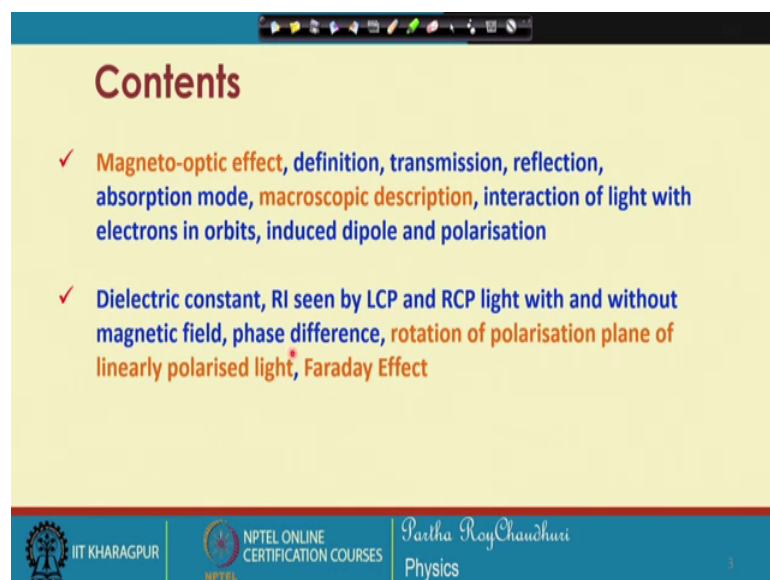 Contents
✓ Magneto-optic effect, definition, transmission, reflection,
absorption mode, macroscopic description, interaction of light with
electrons in orbits, induced dipole and polarisation
✓ Dielectric constant, RI seen by LCP and RCP light with and without
magnetic field, phase difference, rotation of polarisation plane of
linearly polarised light, Faraday Effect
IIT KHARAGPUR
NPTEL ONLINE
CERTIFICATION COURSES
NPTEL
Partha RoyChaudhuri
Physics
3